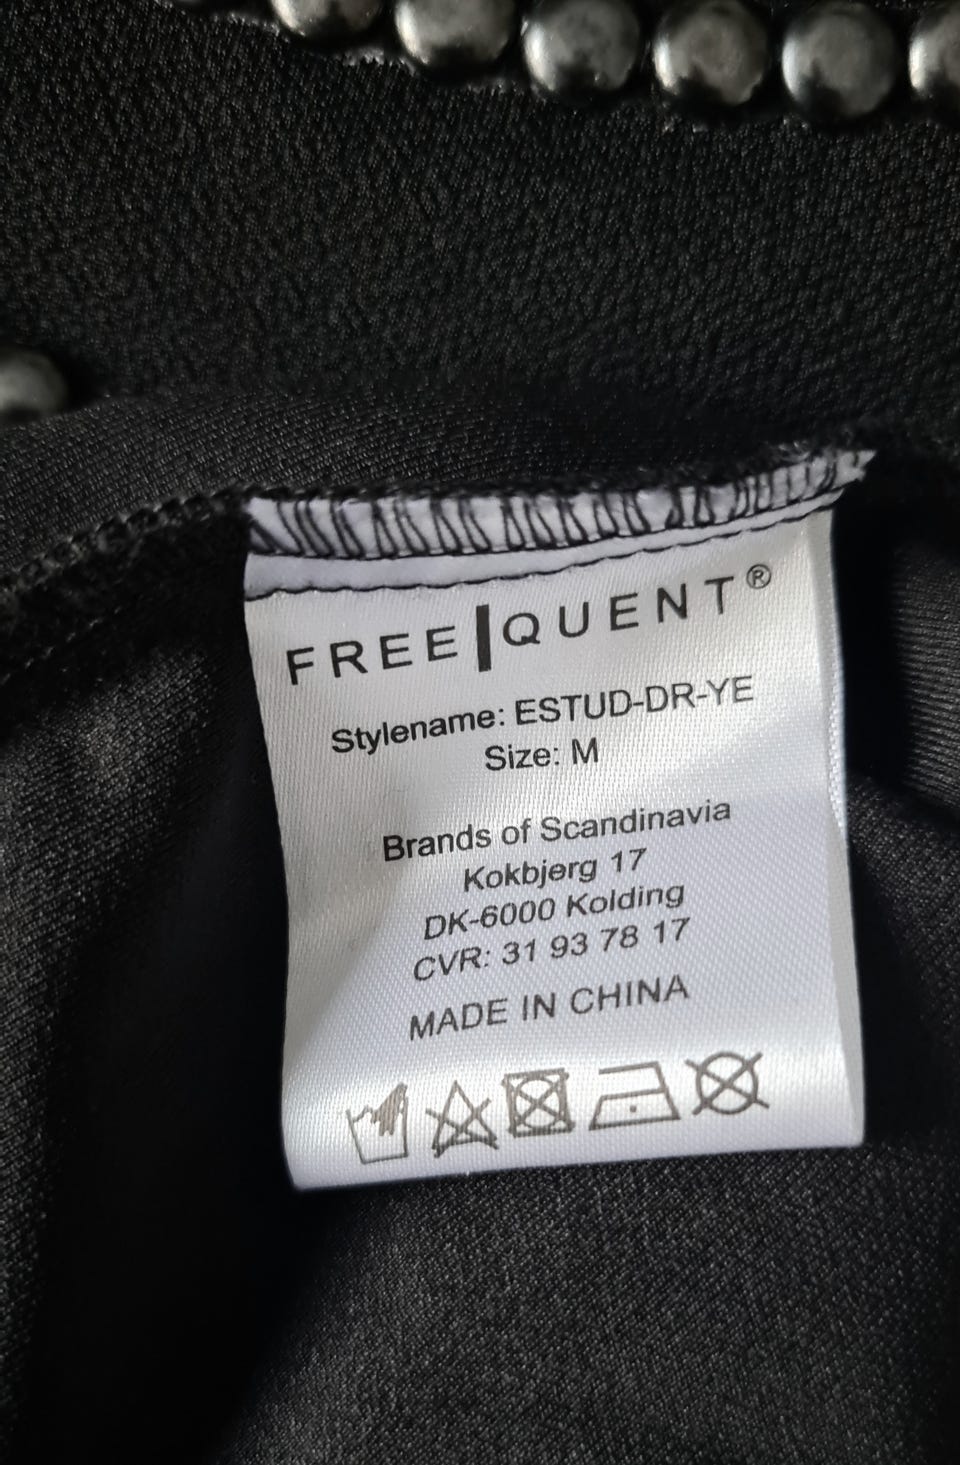 FREE|QUENT®
Stylename: ESTUD-DR-YE
Size: M
Brands of Scandinavia
Kokbjerg 17
DK-6000 Kolding
CVR: 31 93 78 17
MADE IN CHINA